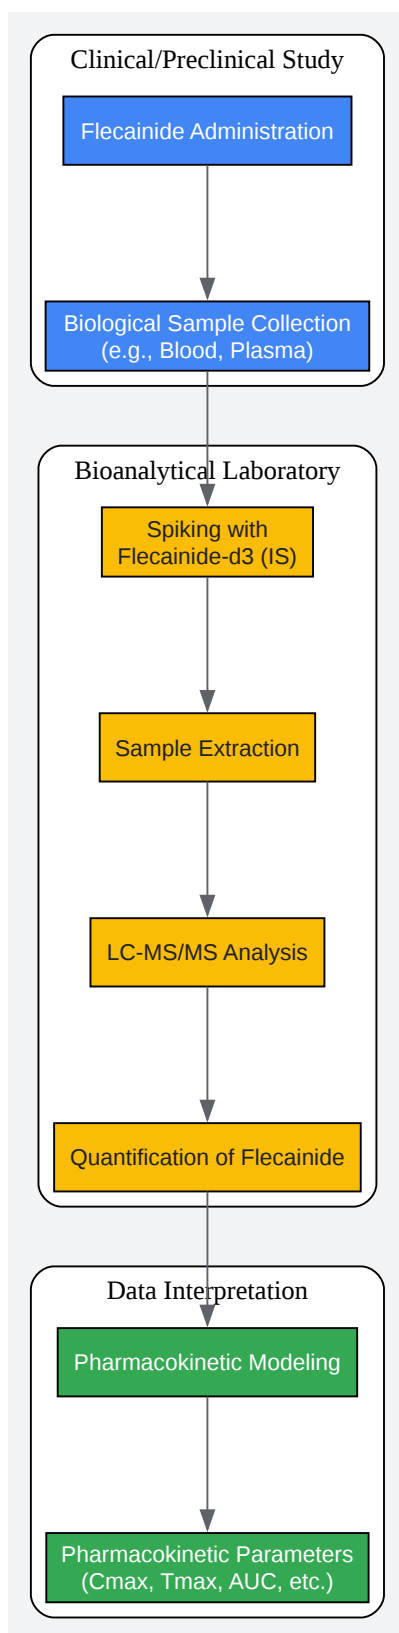 Clinical/Preclinical Study
Flecainide Administration
Biological Sample Collection
(e.g., Blood, Plasma)
Bioanalytical Laboratory
Spiking with
Flecainide-d3 (IS)
Sample Extraction
LC-MS/MS Analysis
Quantification of Flecainide
Data Interpretation
Pharmacokinetic Modeling
Pharmacokinetic Parameters
(Cmax, Tmax, AUC, etc.)